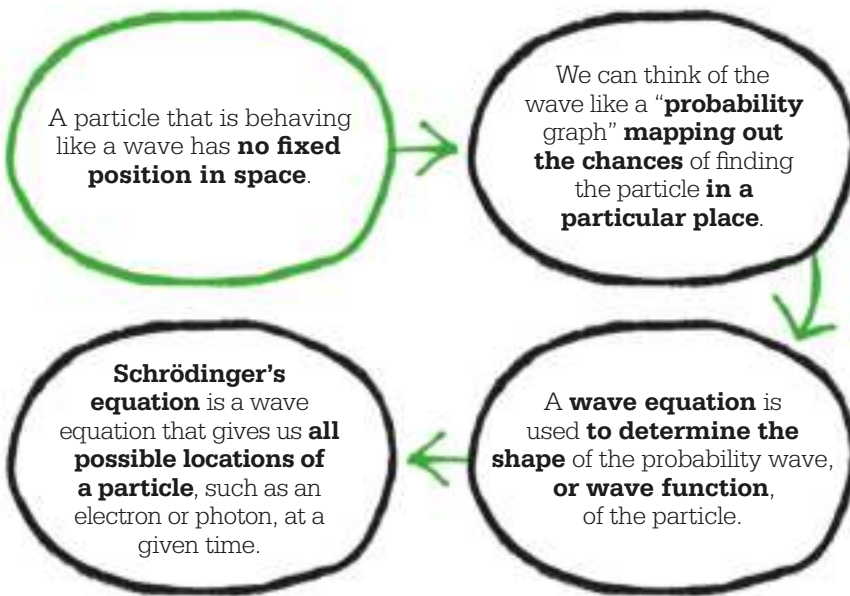 A particle that is behaving
like a wave has no fixed
position in space.
We can think of the
wave like a “probability
graph” mapping out
the chances of finding
the particle in a
particular place.
A wave equation is
used to determine the
shape of the probability wave,
or wave function,
of the particle.
Schrödinger’s
equation is a wave
equation that gives us all
possible locations of
a particle, such as an
electron or photon, at a
given time.